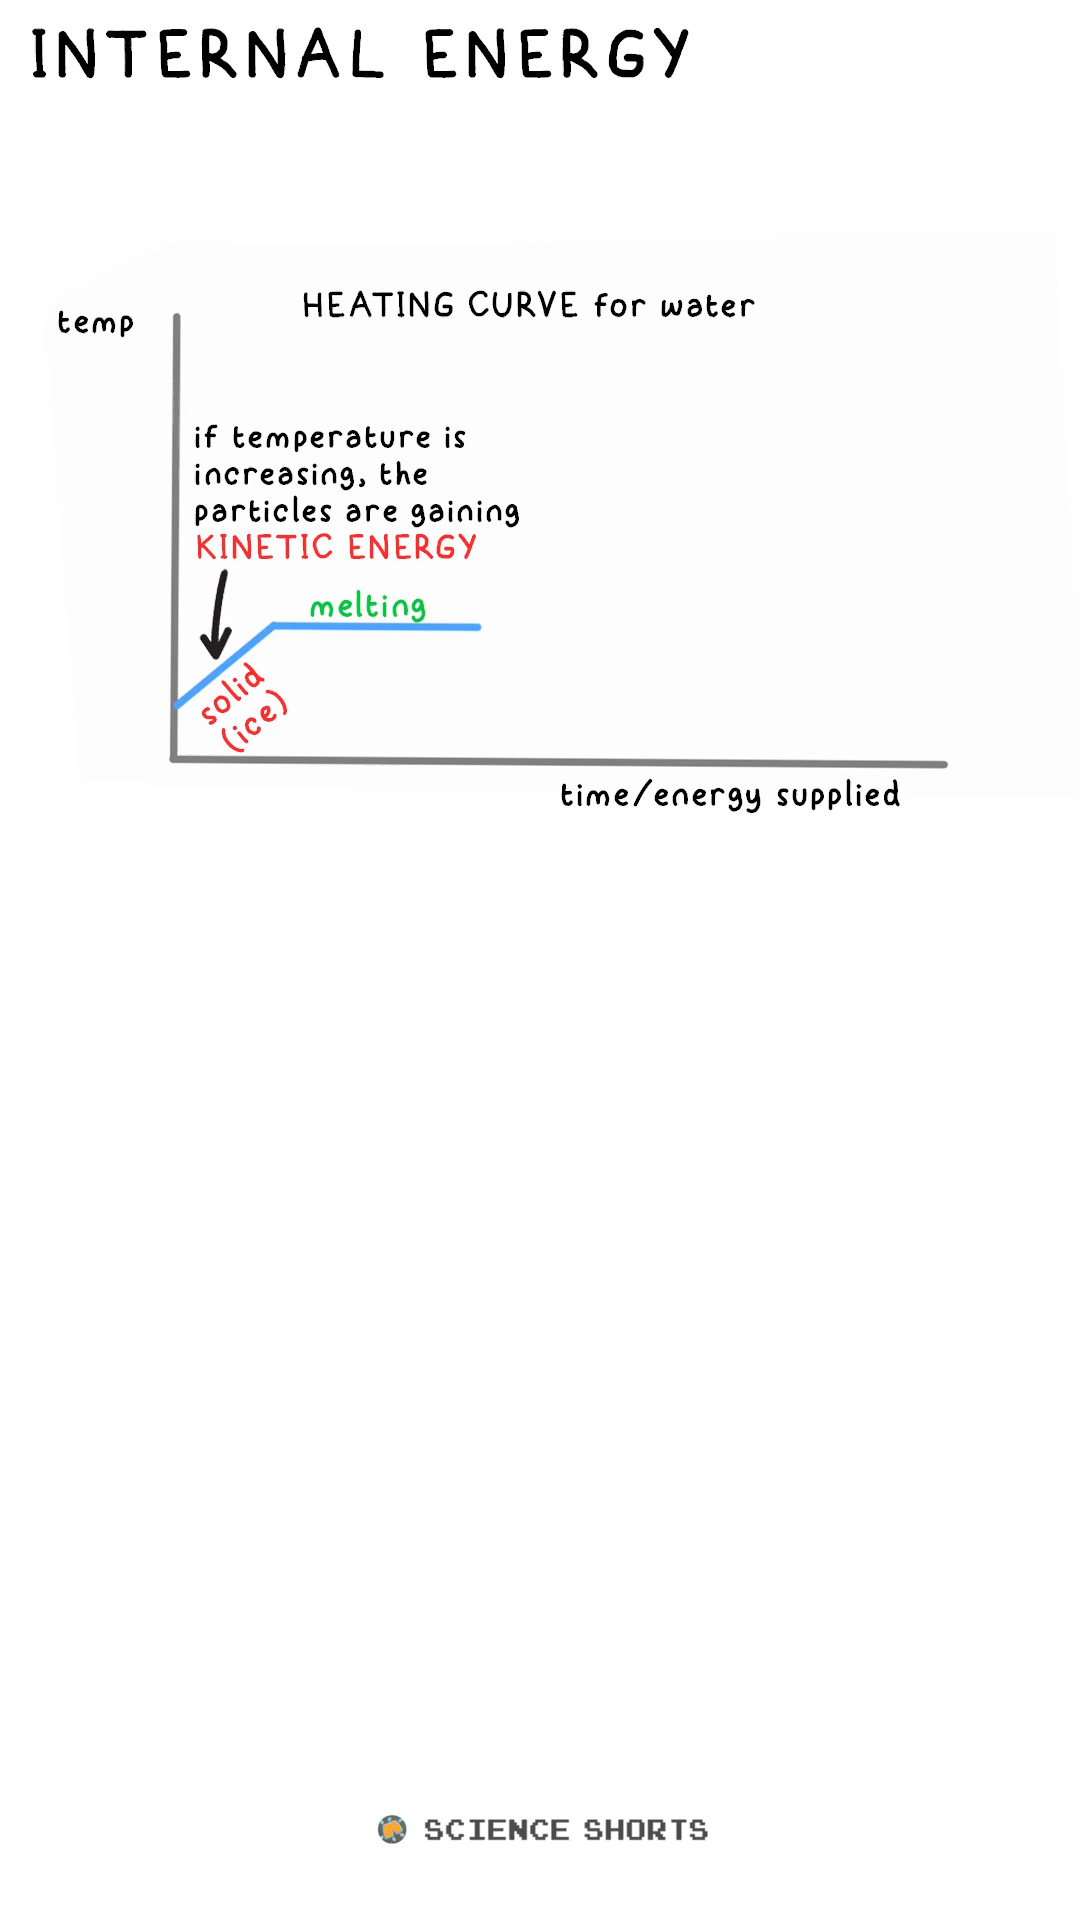 INTERNAL ENERGY
HEATING CURVE for water
temp
if temperature is
increasing, the
particles are gaining
KINETIC ENERGY
melting
solid
(ice)
time/energy supplied
SCIENCE SHORTS